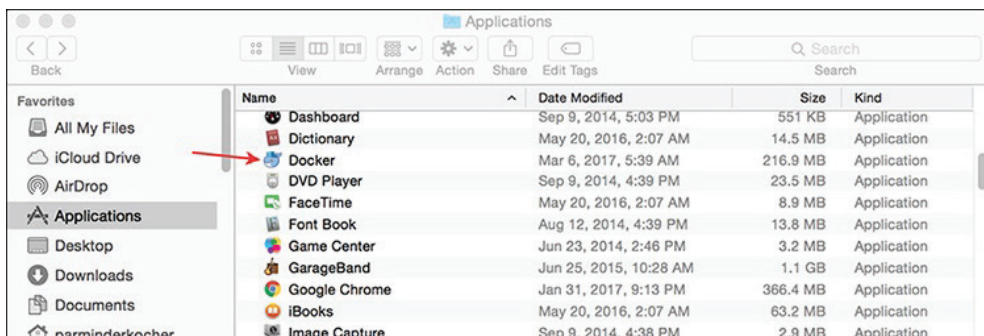 Applications
Search
Back View Arrange Action Share Edit Tags Search
Favorites
All My Files
iCloud Drive
AirDrop
Applications
Desktop
Downloads
Documents
parminderkocher
Name Date Modified Size Kind
Dashboard Sep 9, 2014, 5:03 PM 551 KB Application
Dictionary May 20, 2016, 2:07 AM 14.5 MB Application
Docker Mar 6, 2017, 5:39 AM 216.9 MB Application
DVD Player Sep 9, 2014, 4:39 PM 23.5 MB Application
FaceTime May 20, 2016, 2:07 AM 8.9 MB Application
Font Book Aug 12, 2014, 4:39 PM 13.8 MB Application
Game Center Jun 23, 2014, 2:46 PM 3.2 MB Application
GarageBand Jun 25, 2015, 10:28 AM 1.1 GB Application
Google Chrome Jan 31, 2017, 9:13 PM 366.4 MB Application
iBooks May 20, 2016, 2:07 AM 63.2 MB Application
Image Capture Sep 9, 2014, 4:38 PM 2.9 MB Application